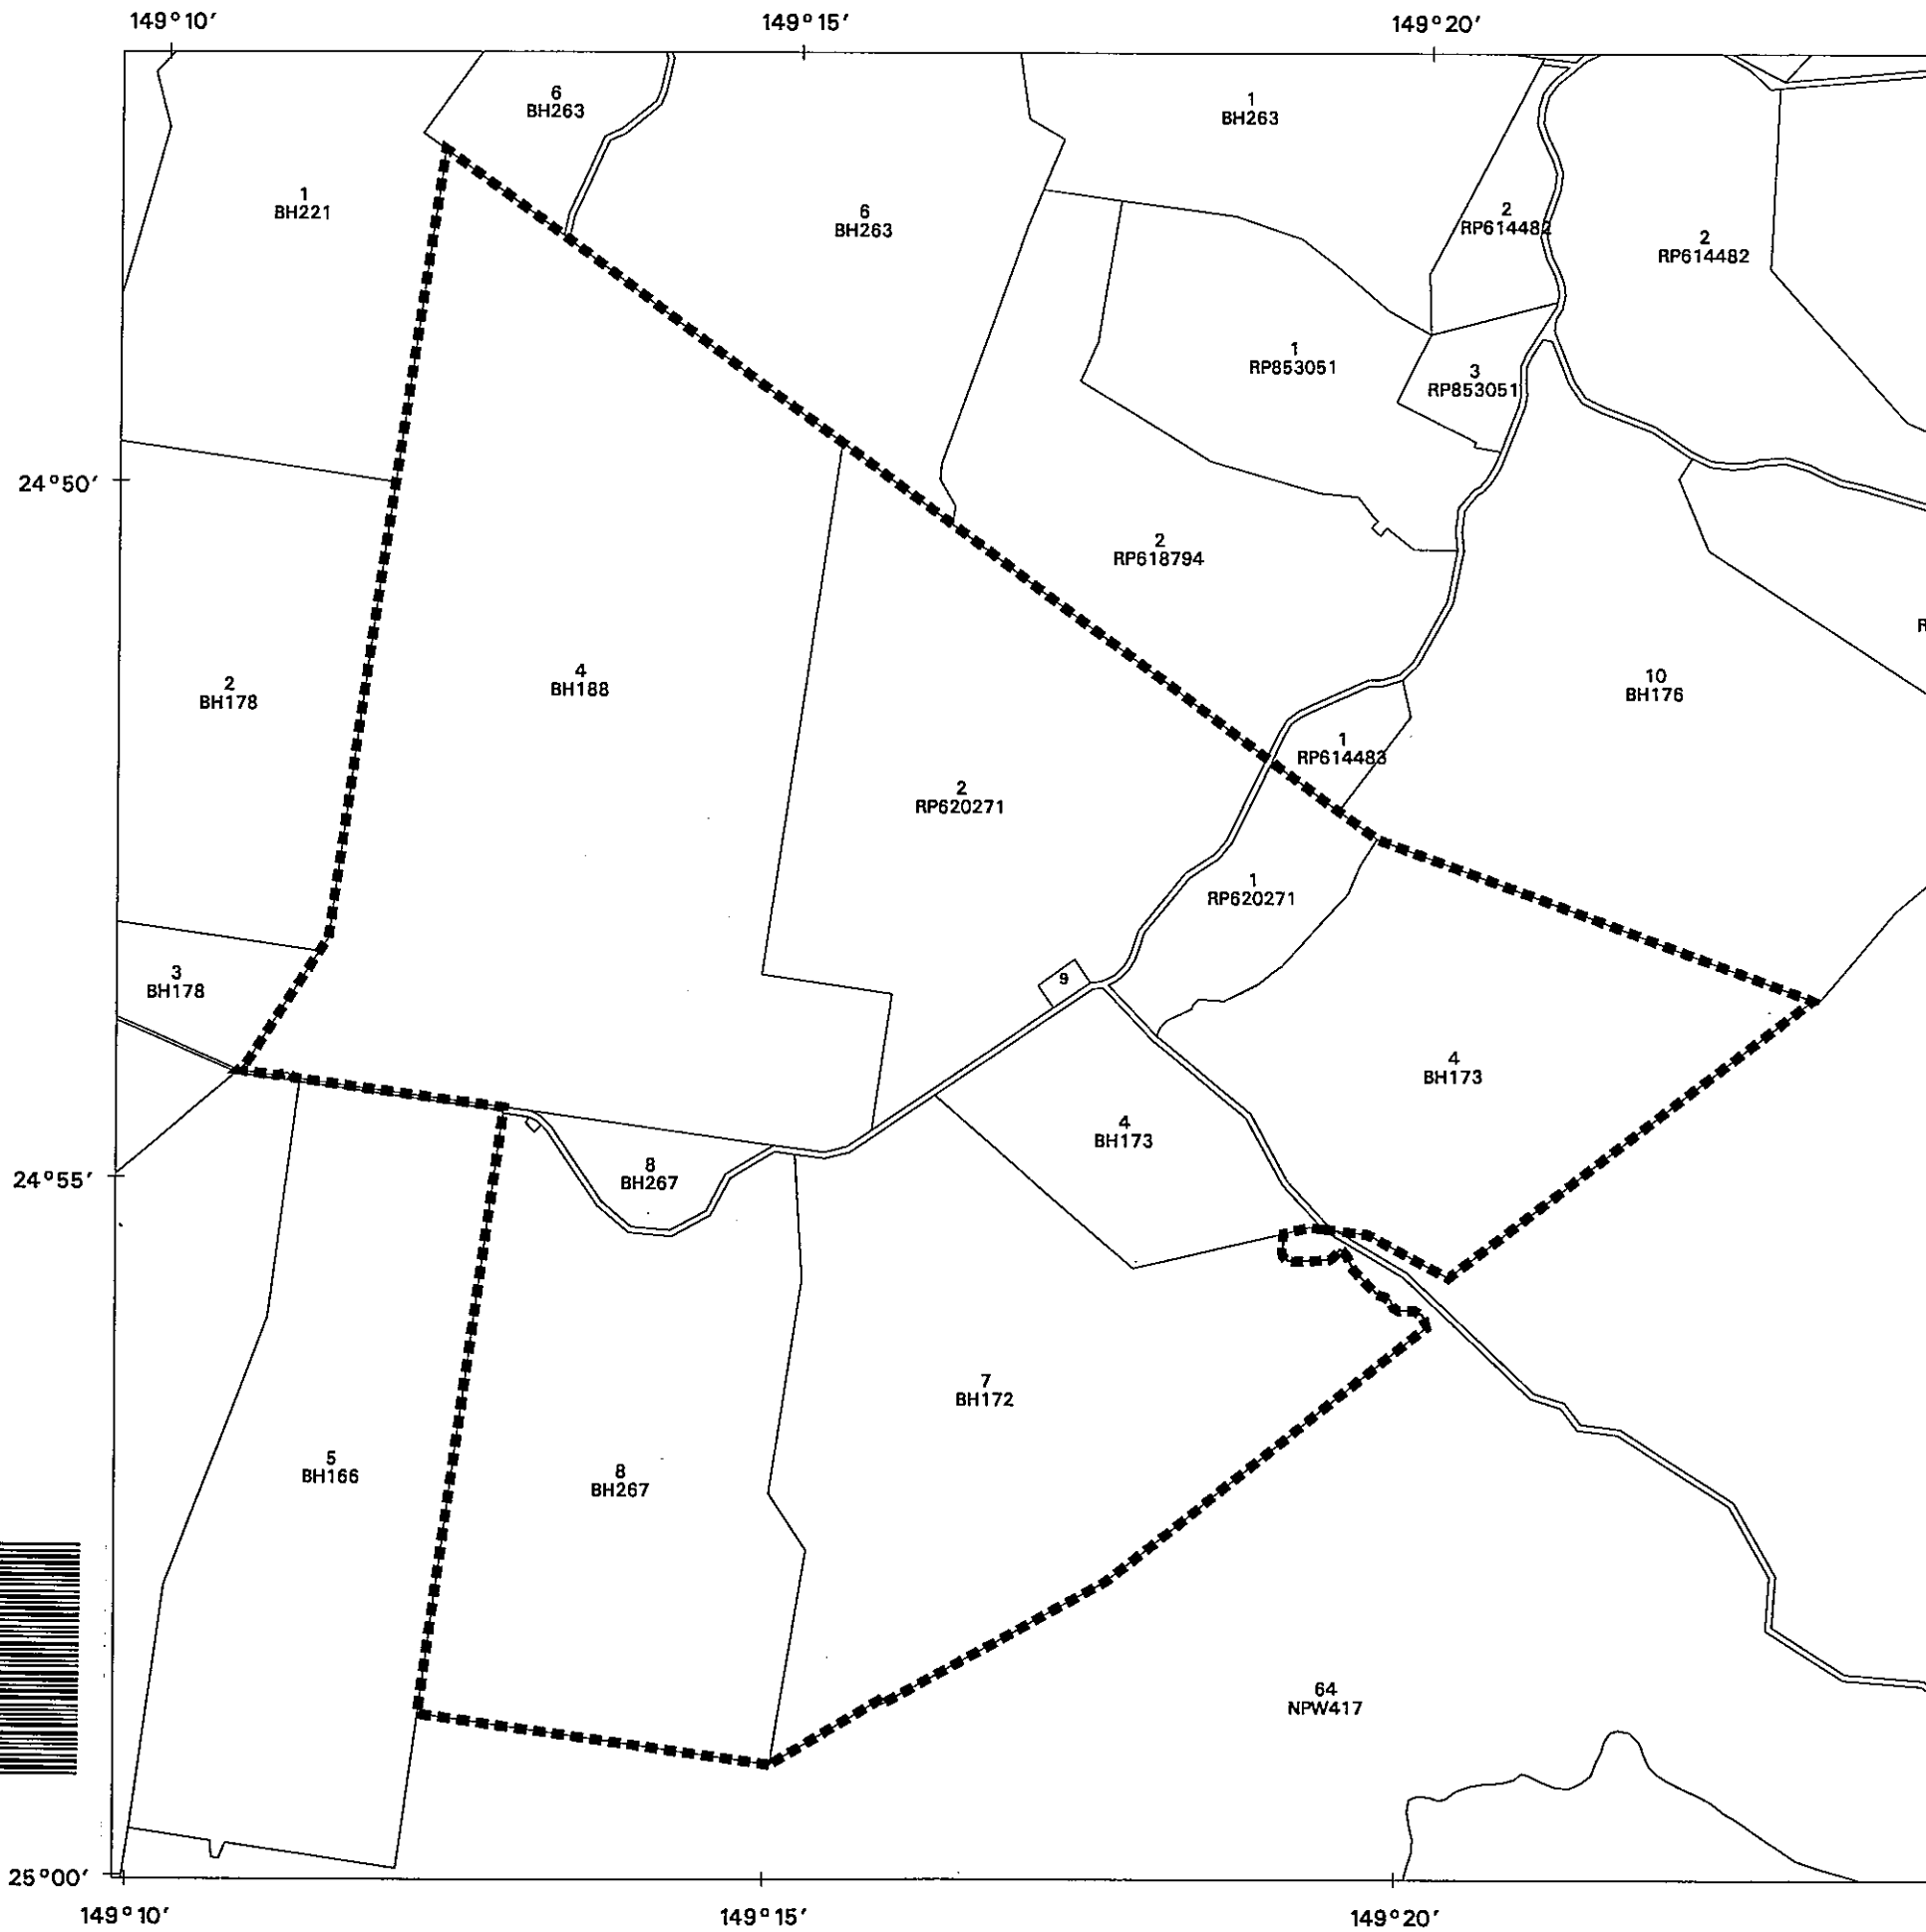 149°10′
149°15′
149°20′
6
BH263
1
BH263
1
BH221
6
BH263
2
RP614482
2
RP614482
1
RP853051
3
RP853051
24°50′
2
RP618794
R
2
BH178
4
BH188
10
BH176
1
RP614483
2
RP620271
1
RP620271
3
BH178
9
4
BH173
4
BH173
24°55′
8
BH267
7
BH172
5
BH166
8
BH267
64
NPW417
25°00′
149°10′
149°15′
149°20′